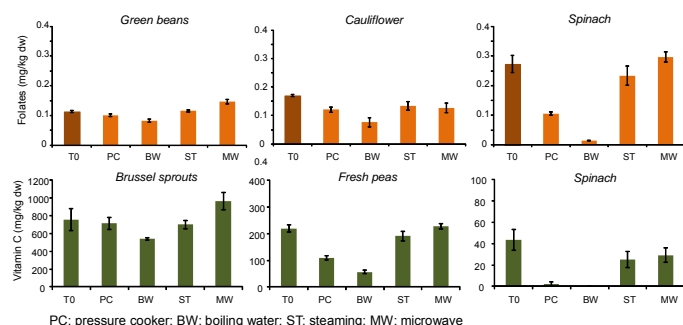 Green beans
Cauliflower
Spinach
Folates (mg/kg dw)
0.4
0.3
0.2
0.1
0
T0 PC BW ST MW
0.4
0.3
0.2
0.1
0
T0 PC BW ST MW
0.4
0.4
0.3
0.2
0.1
0
T0 PC BW ST MW
Brussel sprouts
Fresh peas
Spinach
Vitamin C (mg/kg dw)
1200
1000
800
600
400
200
0
T0 PC BW ST MW
400
300
200
100
0
T0 PC BW ST MW
100
80
60
40
20
0
T0 PC BW ST MW
PC: pressure cooker; BW: boiling water; ST: steaming; MW: microwave